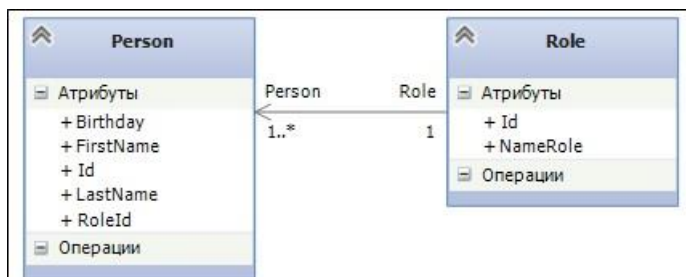 Person
Атрибуты
+ Birthday
+ FirstName
+ Id
+ LastName
+ RoleId
Операции
Person Role
1..* 1
Role
Атрибуты
+ Id
+ NameRole
Операции